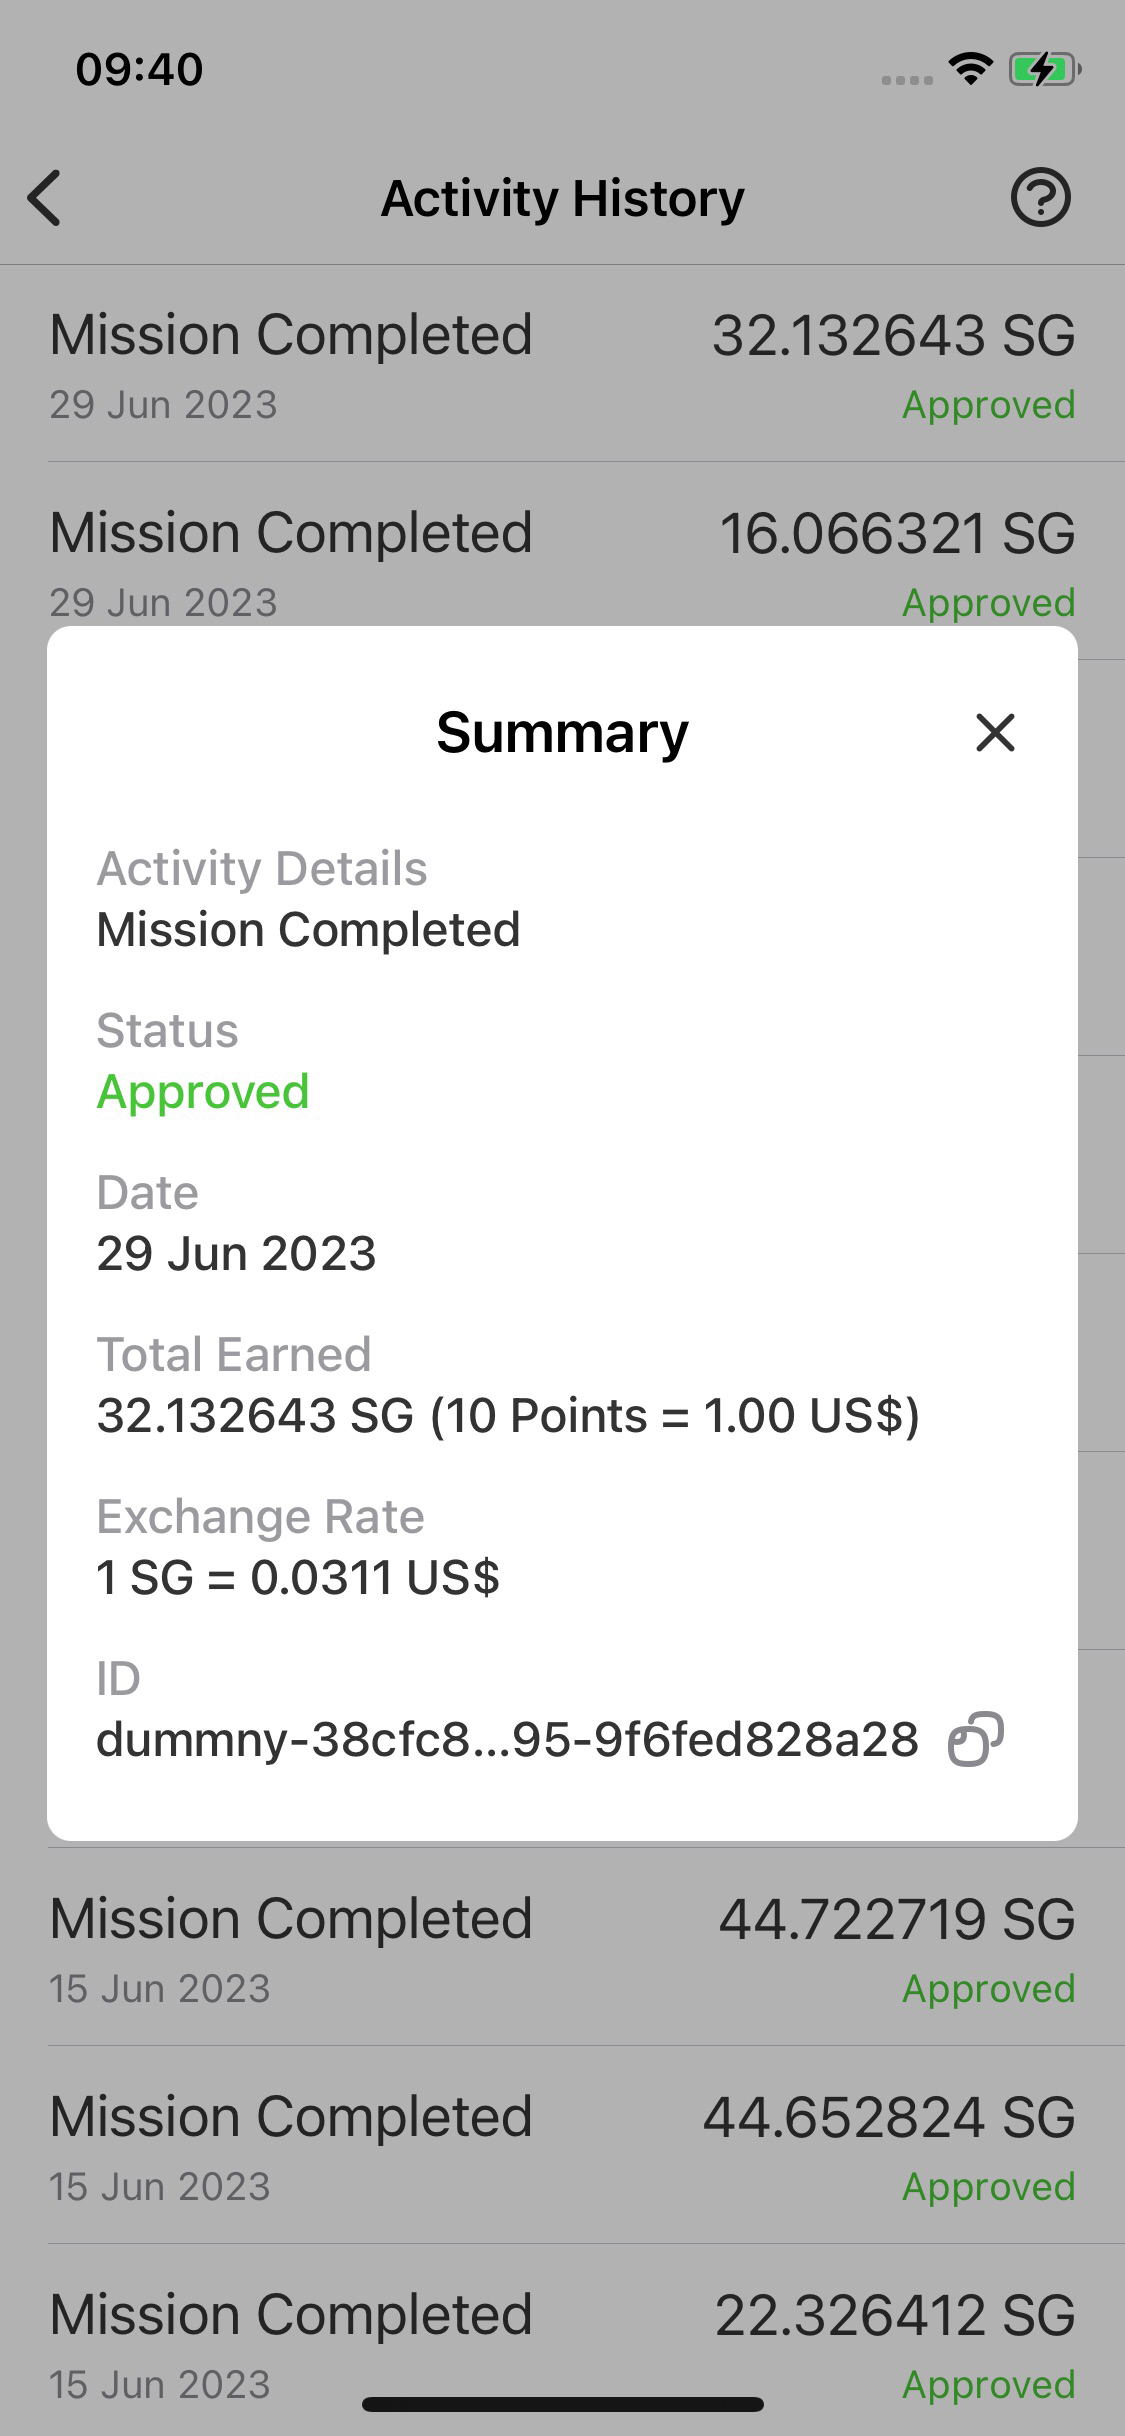 09:40
Activity History
Mission Completed 32.132643 SG
29 Jun 2023 Approved
Mission Completed 16.066321 SG
29 Jun 2023 Approved
Summary
Activity Details
Mission Completed
Status
Approved
Date
29 Jun 2023
Total Earned
32.132643 SG (10 Points = 1.00 US$)
Exchange Rate
1 SG = 0.0311 US$
ID
dummny-38cfc8...95-9f6fed828a28
Mission Completed 44.722719 SG
15 Jun 2023 Approved
Mission Completed 44.652824 SG
15 Jun 2023 Approved
Mission Completed 22.326412 SG
15 Jun 2023 Approved